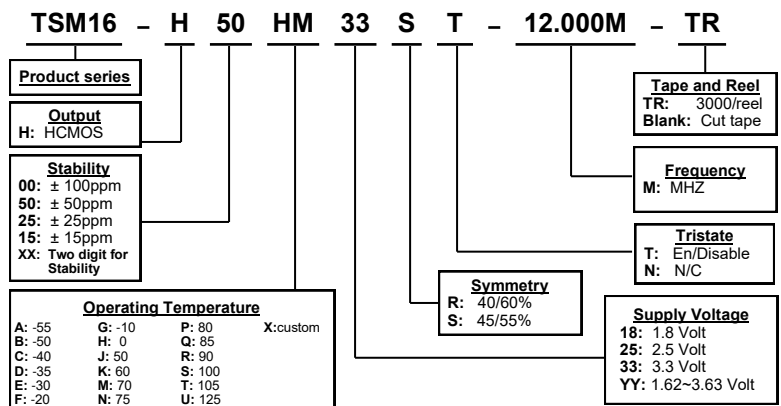 TSM16 – H 50 HM 33 S T – 12.000M – TR
Product series
Output
H: HCMOS
Stability
00: ± 100ppm
50: ± 50ppm
25: ± 25ppm
15: ± 15ppm
XX: Two digit for
Stability
Operating Temperature
A: -55 G: -10 P: 80 X:custom
B: -50 H: 0 Q: 85
C: -40 J: 50 R: 90
D: -35 K: 60 S: 100
E: -30 M: 70 T: 105
F: -20 N: 75 U: 125
Symmetry
R: 40/60%
S: 45/55%
Tape and Reel
TR: 3000/reel
Blank: Cut tape
Frequency
M: MHZ
Tristate
T: En/Disable
N: N/C
Supply Voltage
18: 1.8 Volt
25: 2.5 Volt
33: 3.3 Volt
YY: 1.62~3.63 Volt